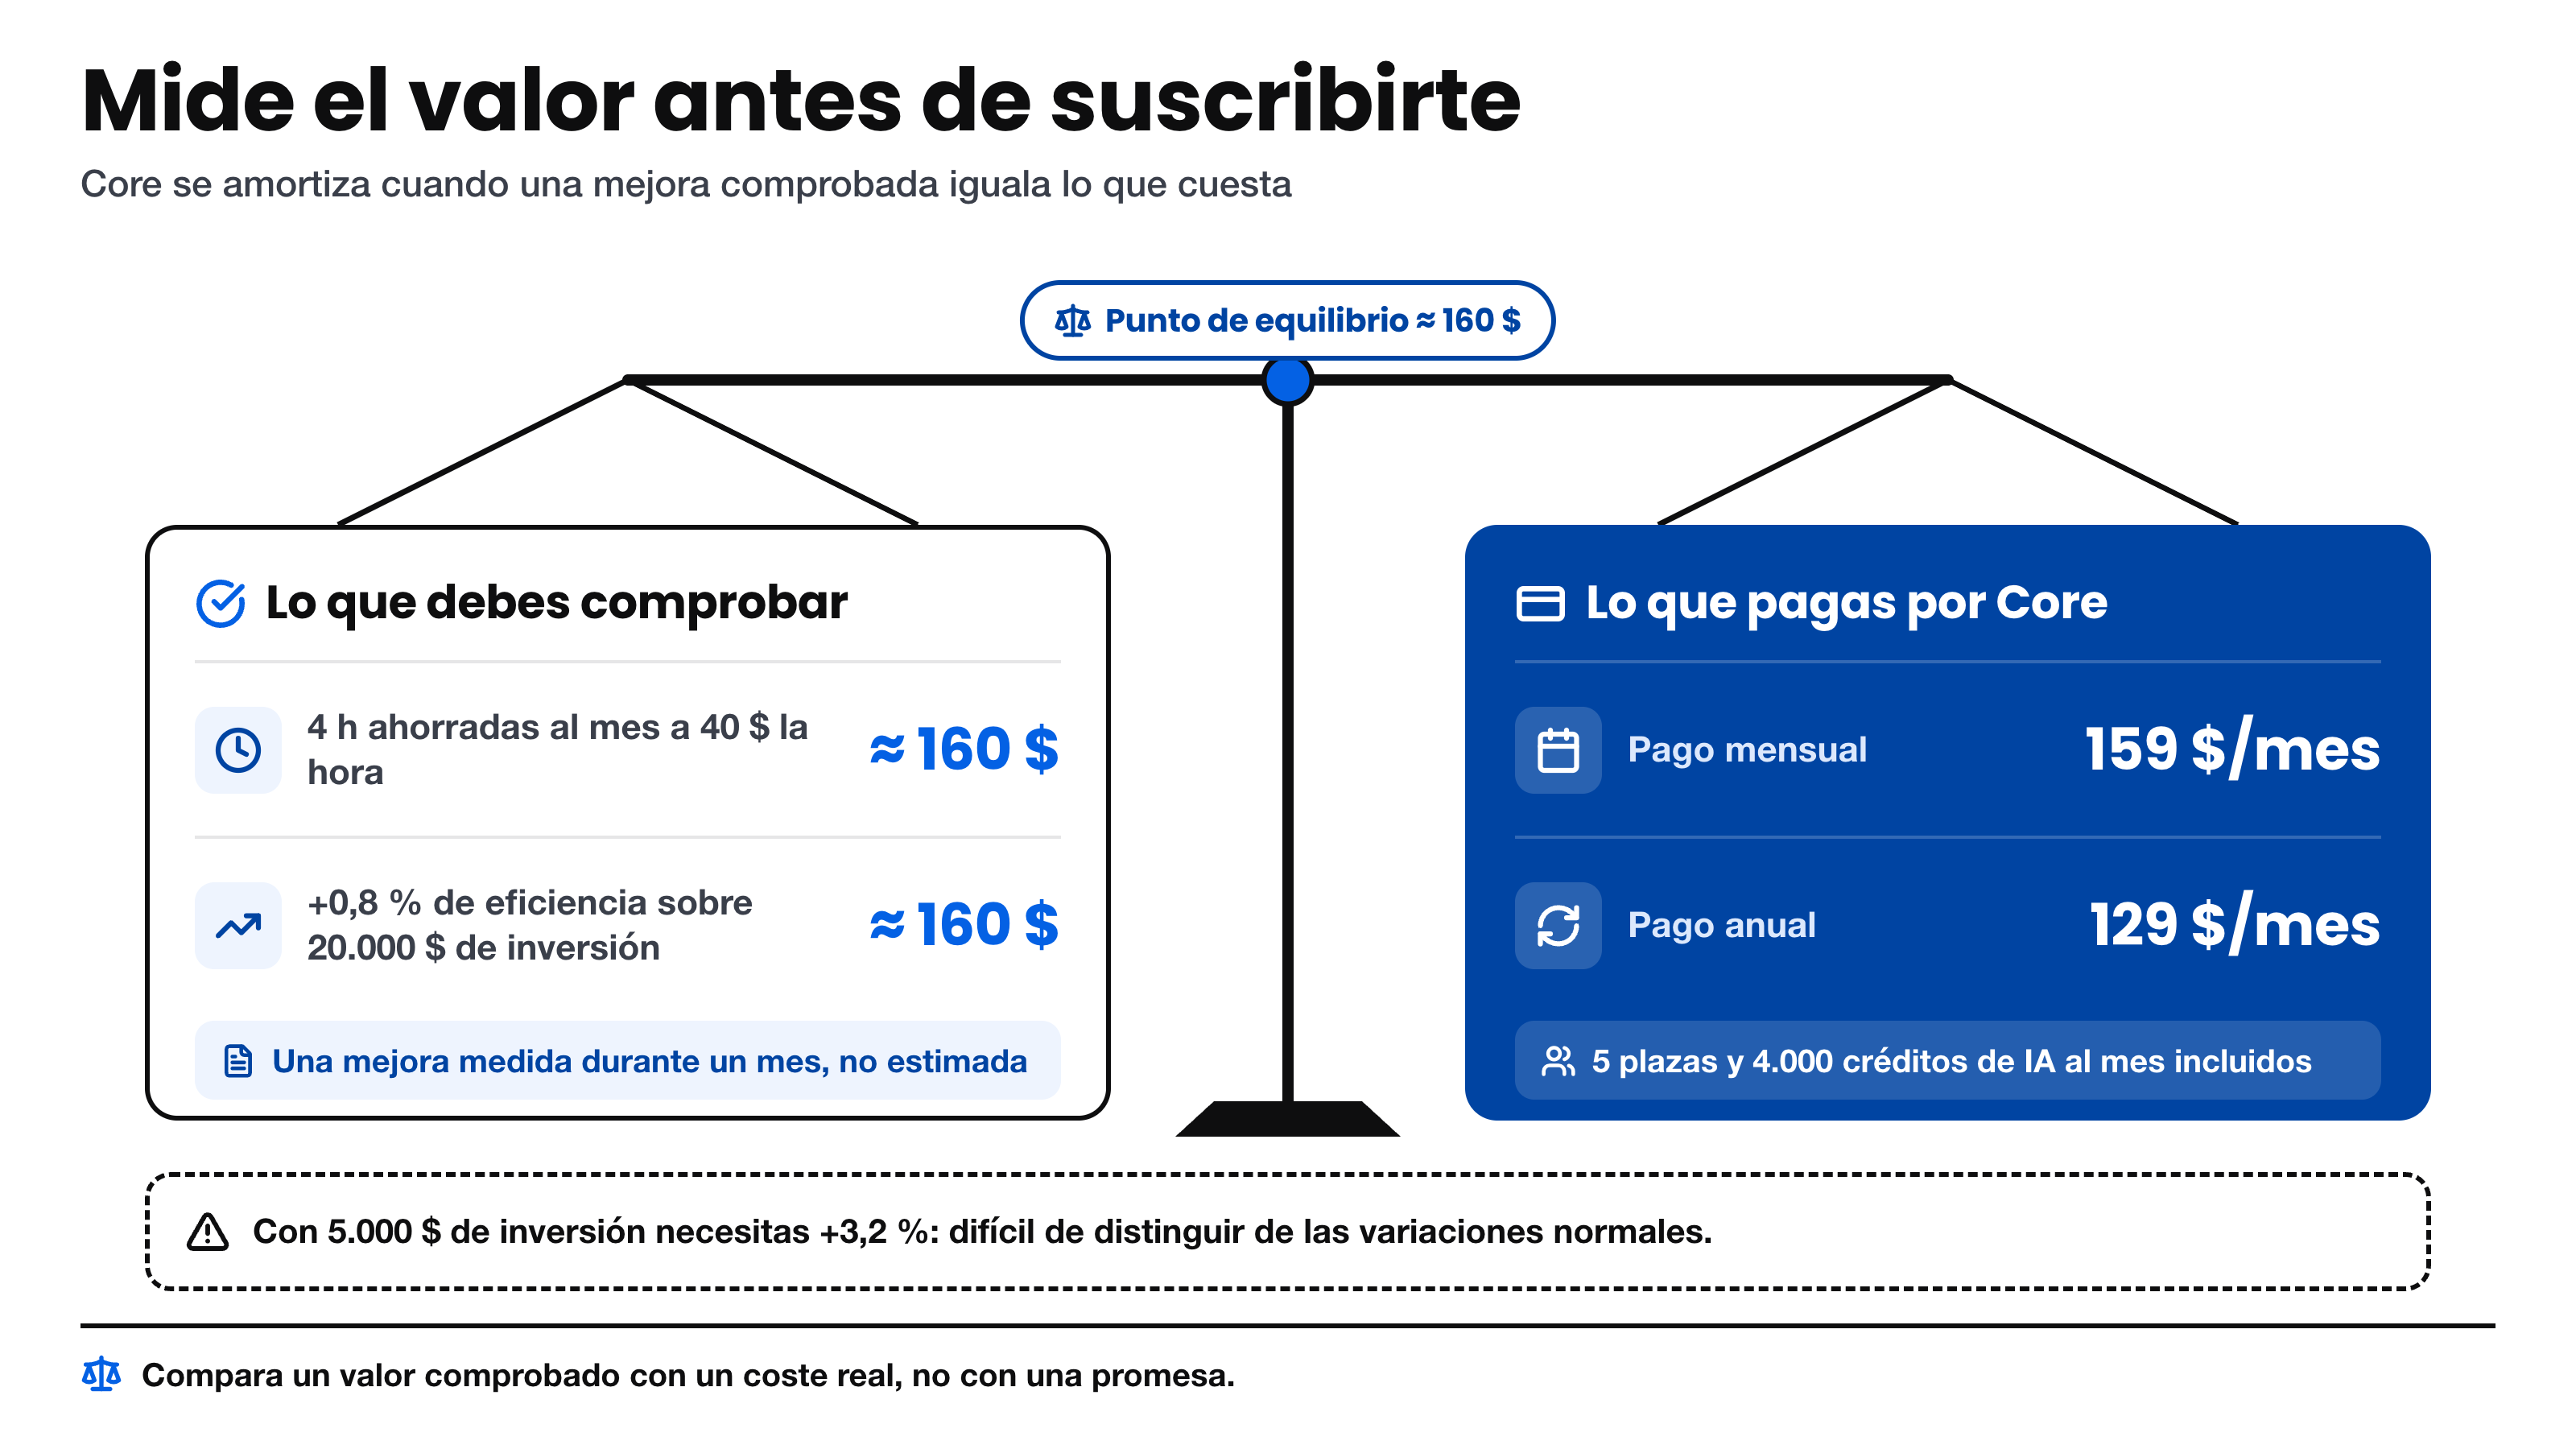 Mide el valor antes de suscribirte
Core se amortiza cuando una mejora comprobada iguala lo que cuesta
Punto de equilibrio ≈ 160 $
Lo que debes comprobar
4 h ahorradas al mes a 40 $ la
hora
≈ 160 $
+0,8 % de eficiencia sobre
20.000 $ de inversión
≈ 160 $
Una mejora medida durante un mes, no estimada
Lo que pagas por Core
Pago mensual
159 $/mes
Pago anual
129 $/mes
5 plazas y 4.000 créditos de IA al mes incluidos
Con 5.000 $ de inversión necesitas +3,2 %: difícil de distinguir de las variaciones normales.
Compara un valor comprobado con un coste real, no con una promesa.